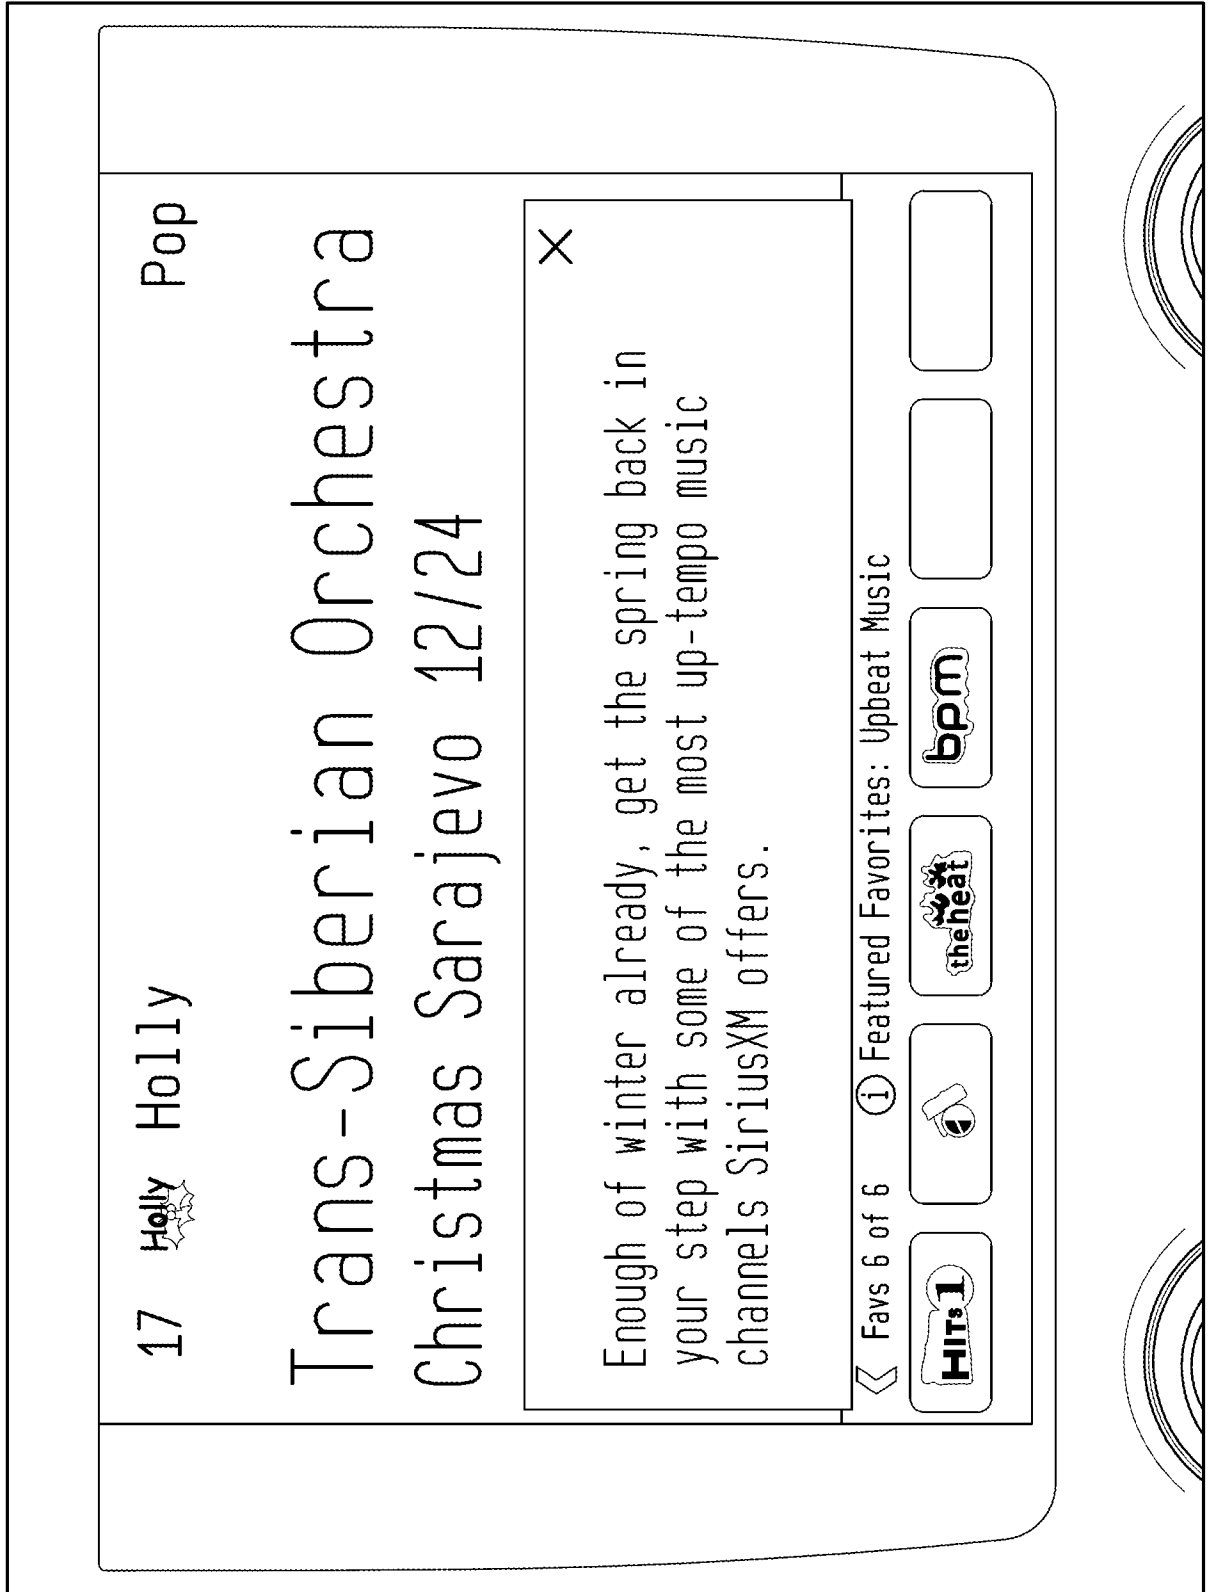 17 Holly Holly Pop
Trans-Siberian Orchestra
Christmas Sarajevo 12/24
X
Enough of winter already, get the spring back in
your step with some of the most up-tempo music
channels SiriusXM offers.
Favs 6 of 6 i Featured Favorites: Upbeat Music
HITS 1 the heat bpm